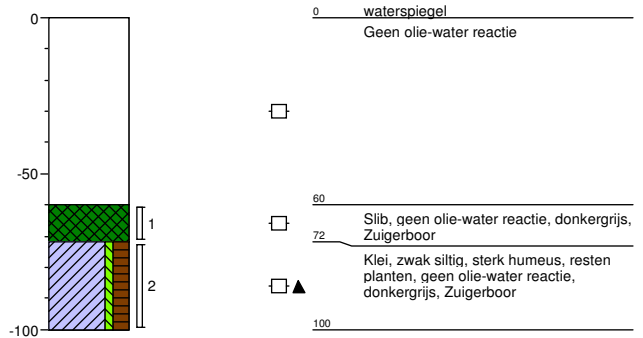 0
-50
-100
1
2
0
waterspiegel
Geen olie-water reactie
60
Slib, geen olie-water reactie, donkergrijs,
Zuigerboor
72
Klei, zwak siltig, sterk humeus, resten
planten, geen olie-water reactie,
donkergrijs, Zuigerboor
100